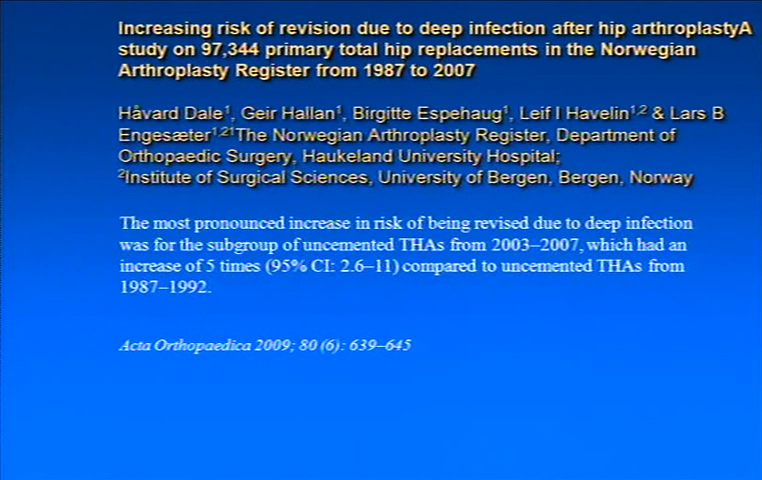 Increasing risk of revision due to deep infection after hip arthroplastyA
study on 97,344 primary total hip replacements in the Norwegian
Arthroplasty Register from 1987 to 2007
Håvard Dale¹, Geir Hallan¹, Birgitte Espehaug¹, Leif I Havelin¹,² & Lars B
Engesæter¹,²¹The Norwegian Arthroplasty Register, Department of
Orthopaedic Surgery, Haukeland University Hospital;
²Institute of Surgical Sciences, University of Bergen, Bergen, Norway
The most pronounced increase in risk of being revised due to deep infection
was for the subgroup of uncemented THAs from 2003–2007, which had an
increase of 5 times (95% CI: 2.6–11) compared to uncemented THAs from
1987–1992.
Acta Orthopaedica 2009; 80 (6): 639–645